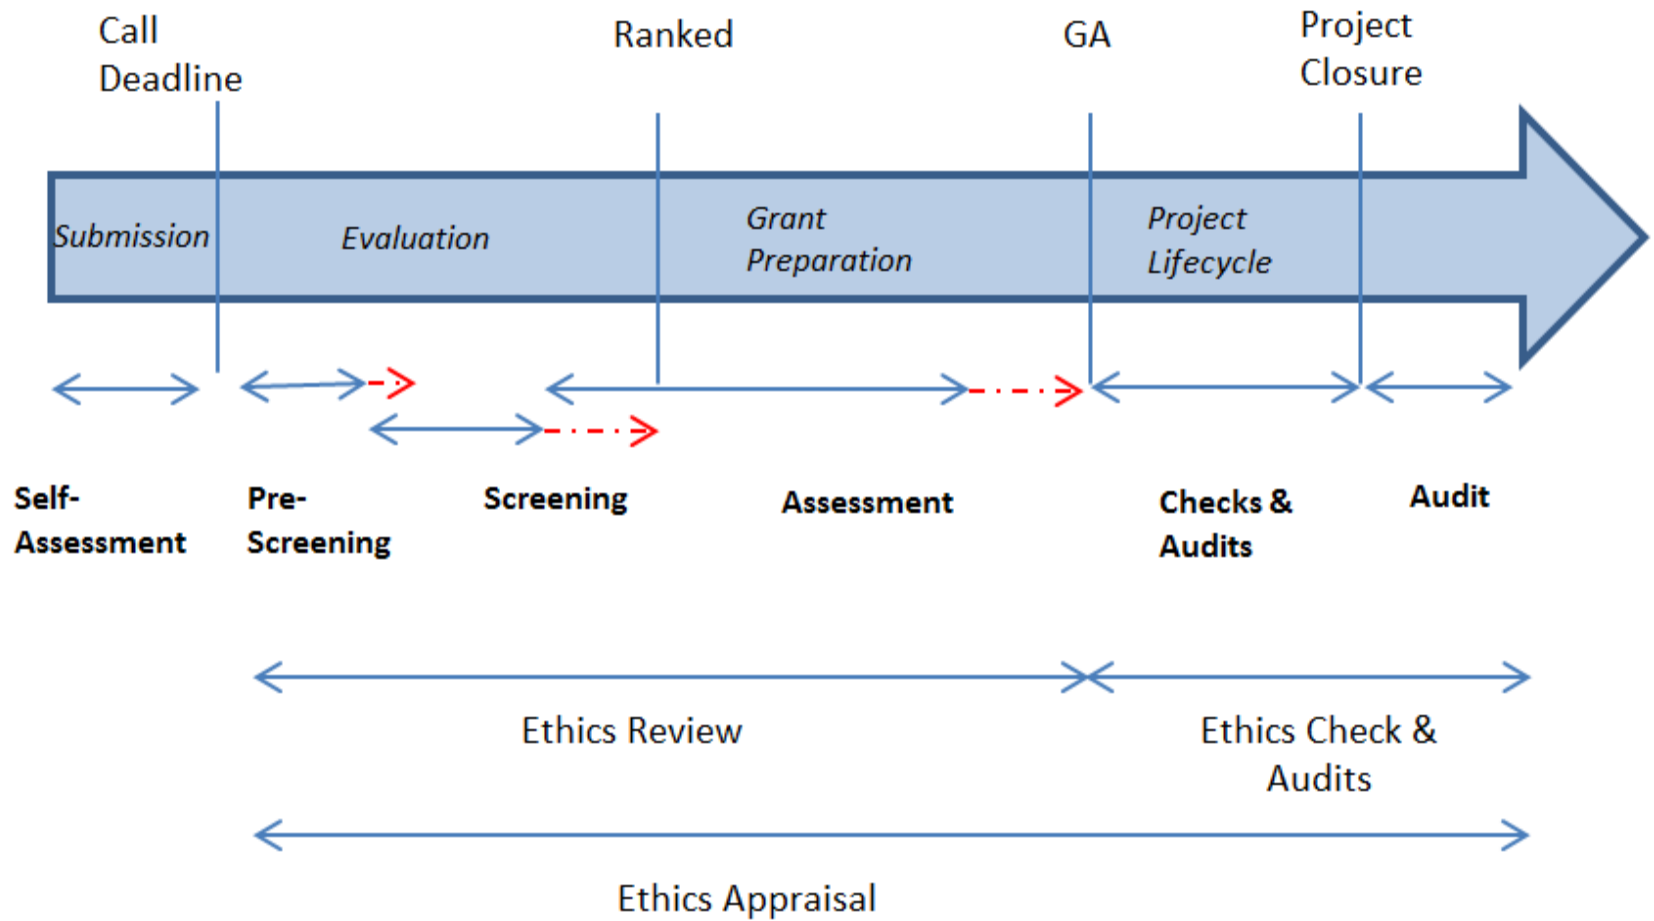 Call
Deadline
Ranked
GA
Project
Closure
Submission
Evaluation
Grant
Preparation
Project
Lifecycle
Self-
Assessment
Pre-
Screening
Screening
Assessment
Checks &
Audits
Audit
Ethics Review
Ethics Check &
Audits
Ethics Appraisal